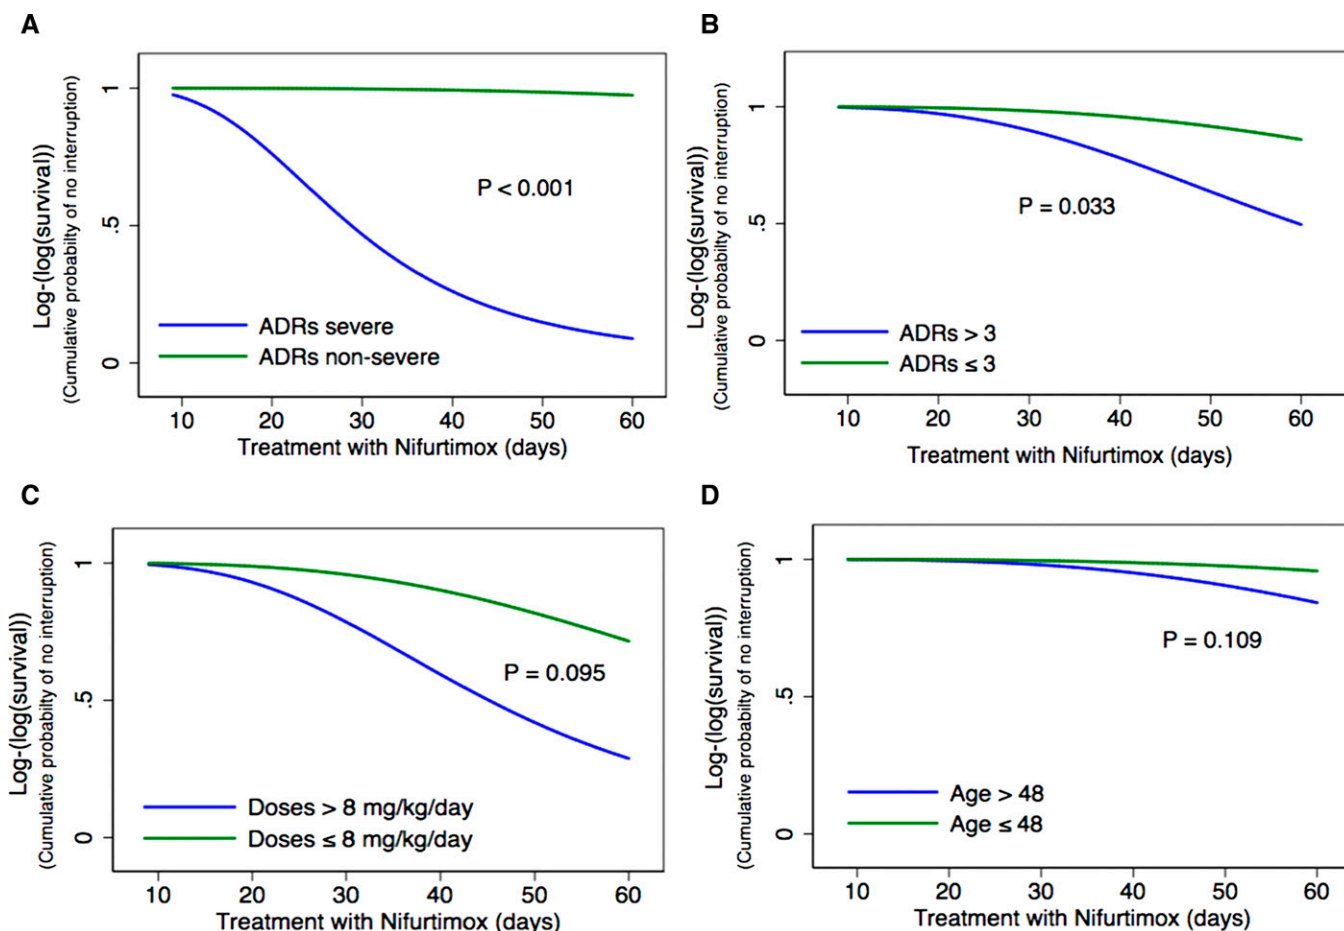 A
Log-(log(survival))
(Cumulative probabilty of no interruption)
1
.5
0
P < 0.001
ADRs severe
ADRs non-severe
10 20 30 40 50 60
Treatment with Nifurtimox (days)
B
Log-(log(survival))
(Cumulative probabilty of no interruption)
1
.5
0
P = 0.033
ADRs > 3
ADRs ≤ 3
10 20 30 40 50 60
Treatment with Nifurtimox (days)
C
Log-(log(survival))
(Cumulative probabilty of no interruption)
1
.5
0
P = 0.095
Doses > 8 mg/kg/day
Doses ≤ 8 mg/kg/day
10 20 30 40 50 60
Treatment with Nifurtimox (days)
D
Log-(log(survival))
(Cumulative probabilty of no interruption)
1
.5
0
P = 0.109
Age > 48
Age ≤ 48
10 20 30 40 50 60
Treatment with Nifurtimox (days)